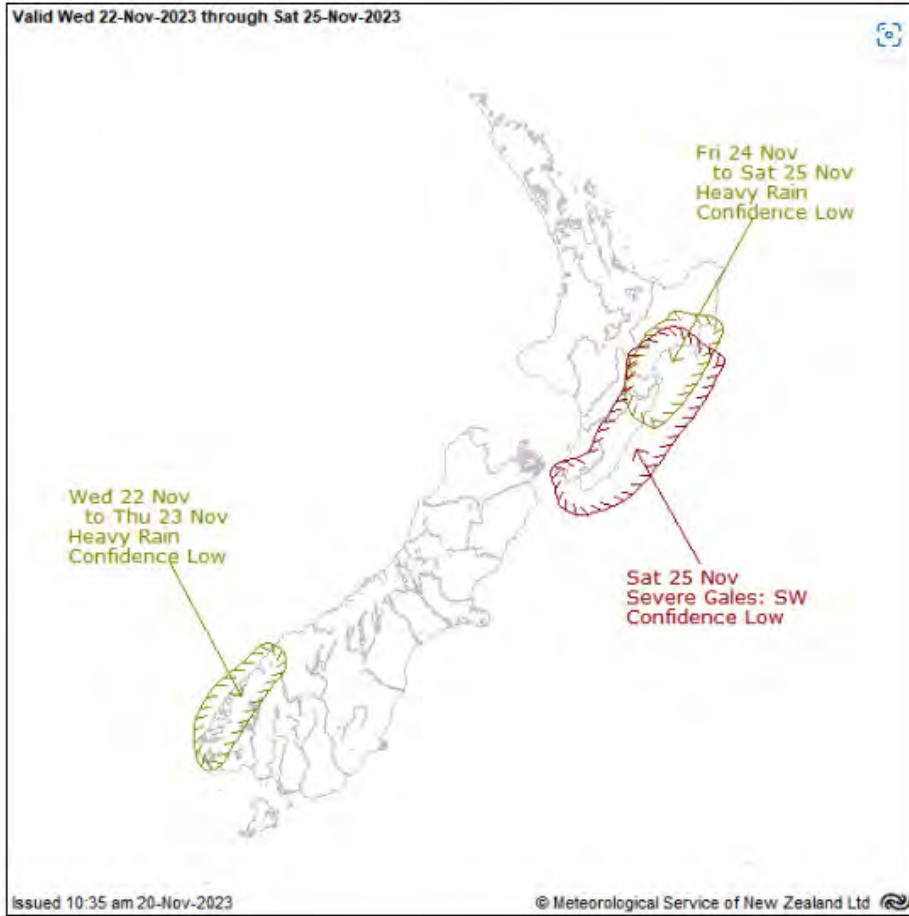 Valid Wed 22-Nov-2023 through Sat 25-Nov-2023
Fri 24 Nov
to Sat 25 Nov
Heavy Rain
Confidence Low
Wed 22 Nov
to Thu 23 Nov
Heavy Rain
Confidence Low
Sat 25 Nov
Severe Gales: SW
Confidence Low
Issued 10:35 am 20-Nov-2023
© Meteorological Service of New Zealand Ltd